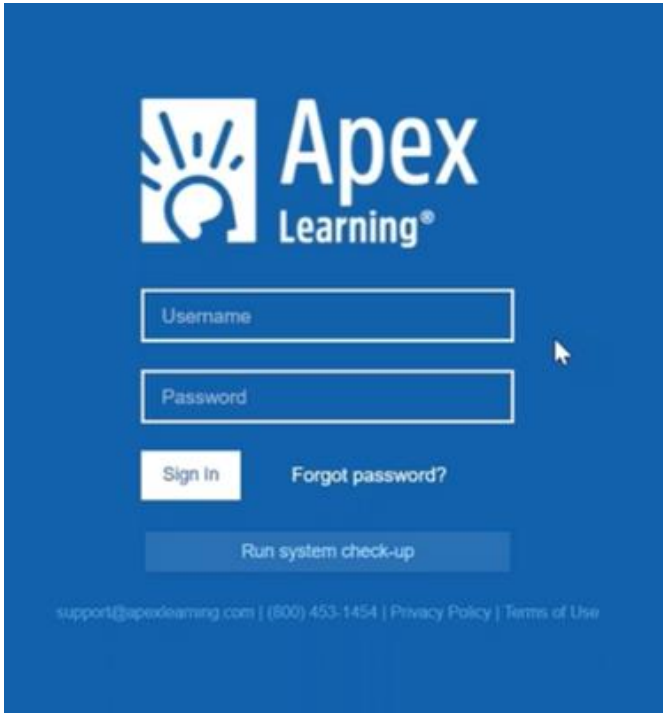 Apex
Learning®
Username
Password
Sign In Forgot password?
Run system check-up
support@apexlearning.com | (800) 453-1454 | Privacy Policy | Terms of Use